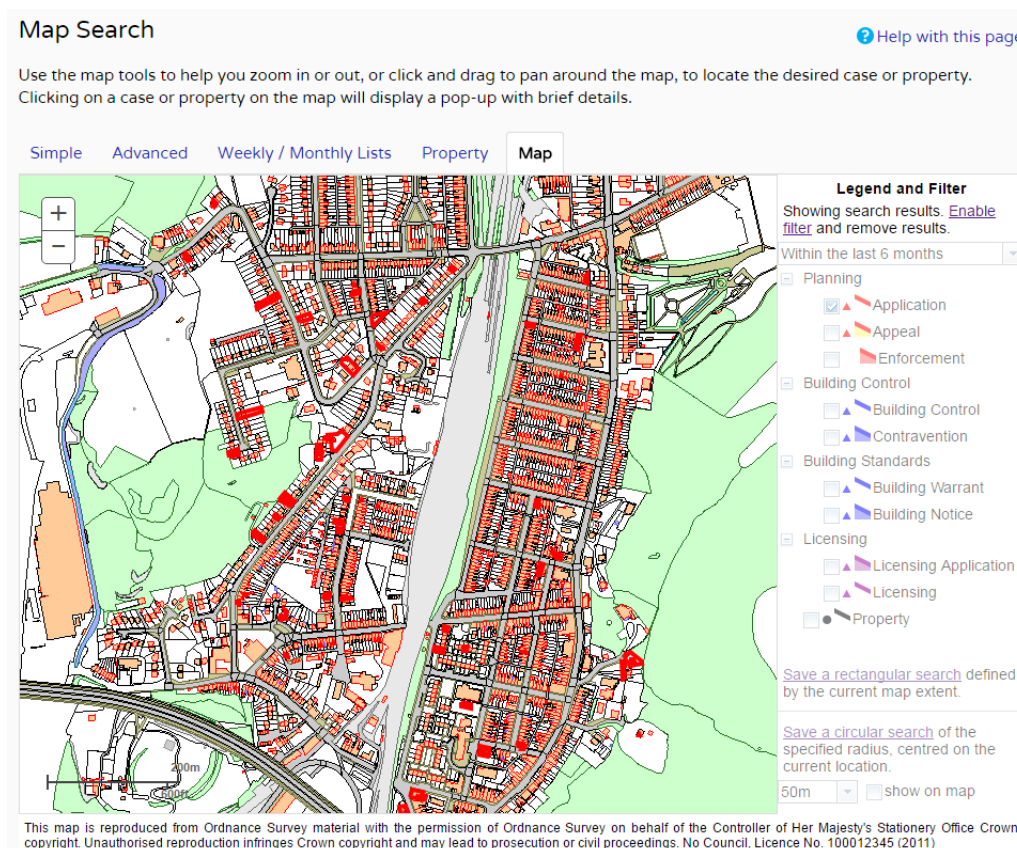 Map Search
Help with this page
Use the map tools to help you zoom in or out, or click and drag to pan around the map, to locate the desired case or property.
Clicking on a case or property on the map will display a pop-up with brief details.
Simple Advanced Weekly / Monthly Lists Property Map
+
−
200m
600ft
Legend and Filter
Showing search results. Enable
filter and remove results.
Within the last 6 months
Planning
Application
Appeal
Enforcement
Building Control
Building Control
Contravention
Building Standards
Building Warrant
Building Notice
Licensing
Licensing Application
Licensing
Property
Save a rectangular search defined
by the current map extent.
Save a circular search of the
specified radius, centred on the
current location.
50m show on map
This map is reproduced from Ordnance Survey material with the permission of Ordnance Survey on behalf of the Controller of Her Majesty's Stationery Office Crown
copyright. Unauthorised reproduction infringes Crown copyright and may lead to prosecution or civil proceedings. No Council, Licence No. 100012345 (2011)